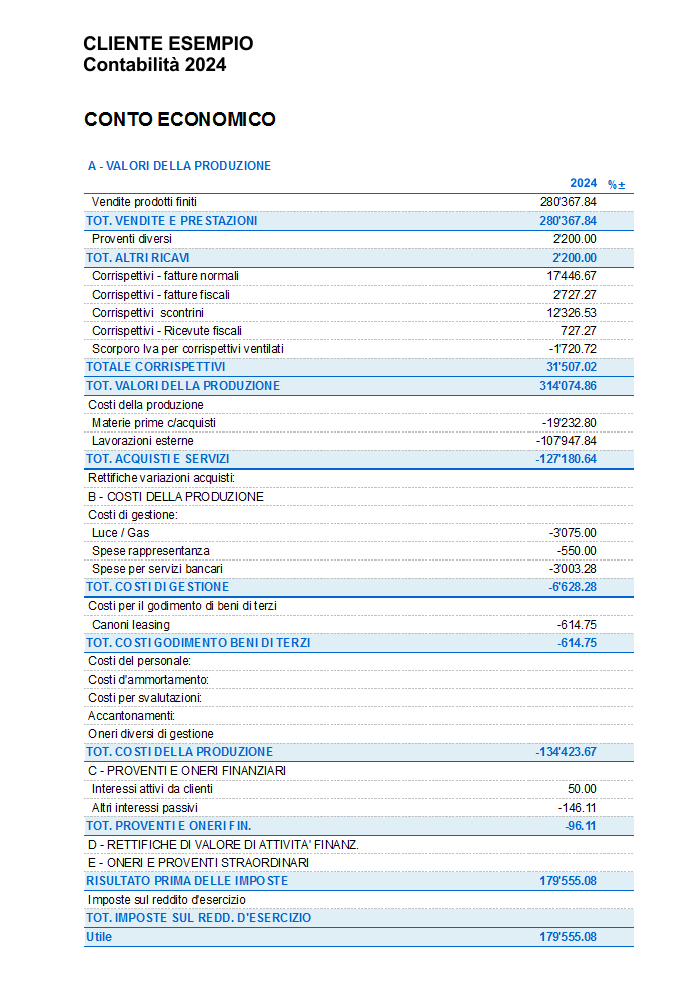 CLIENTE ESEMPIO
Contabilità 2024
CONTO ECONOMICO
A - VALORI DELLA PRODUZIONE
2024 %±
Vendite prodotti finiti 280'367.84
TOT. VENDITE E PRESTAZIONI 280'367.84
Proventi diversi 2'200.00
TOT. ALTRI RICAVI 2'200.00
Corrispettivi - fatture normali 17'446.67
Corrispettivi - fatture fiscali 2'727.27
Corrispettivi scontrini 12'326.53
Corrispettivi - Ricevute fiscali 727.27
Scorporo Iva per corrispettivi ventilati -1'720.72
TOTALE CORRISPETTIVI 31'507.02
TOT. VALORI DELLA PRODUZIONE 314'074.86
Costi della produzione
Materie prime c/acquisti -19'232.80
Lavorazioni esterne -107'947.84
TOT. ACQUISTI E SERVIZI -127'180.64
Rettifiche variazioni acquisti:
B - COSTI DELLA PRODUZIONE
Costi di gestione:
Luce / Gas -3'075.00
Spese rappresentanza -550.00
Spese per servizi bancari -3'003.28
TOT. COSTI DI GESTIONE -6'628.28
Costi per il godimento di beni di terzi
Canoni leasing -614.75
TOT. COSTI GODIMENTO BENI DI TERZI -614.75
Costi del personale:
Costi d'ammortamento:
Costi per svalutazioni:
Accantonamenti:
Oneri diversi di gestione
TOT. COSTI DELLA PRODUZIONE -134'423.67
C - PROVENTI E ONERI FINANZIARI
Interessi attivi da clienti 50.00
Altri interessi passivi -146.11
TOT. PROVENTI E ONERI FIN. -96.11
D - RETTIFICHE DI VALORE DI ATTIVITA' FINANZ.
E - ONERI E PROVENTI STRAORDINARI
RISULTATO PRIMA DELLE IMPOSTE 179'555.08
Imposte sul reddito d'esercizio
TOT. IMPOSTE SUL REDD. D'ESERCIZIO
Utile 179'555.08